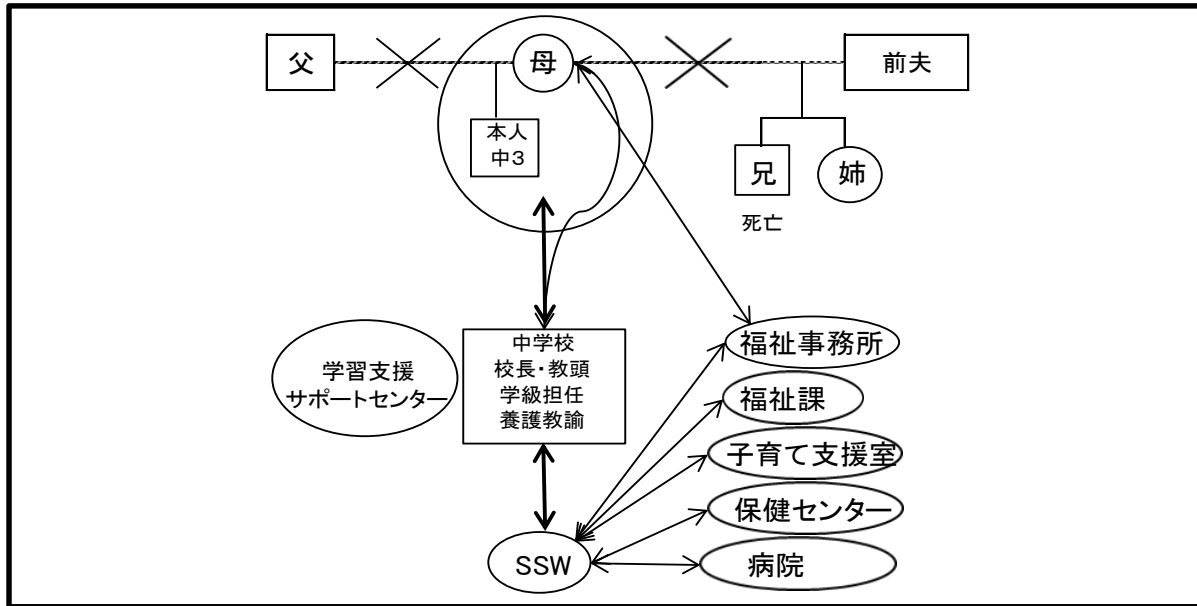 父
母
前夫
本人
中3
兄
姉
死亡
学習支援
サポートセンター
中学校
校長・教頭
学級担任
養護教諭
福祉事務所
福祉課
子育て支援室
保健センター
SSW
病院